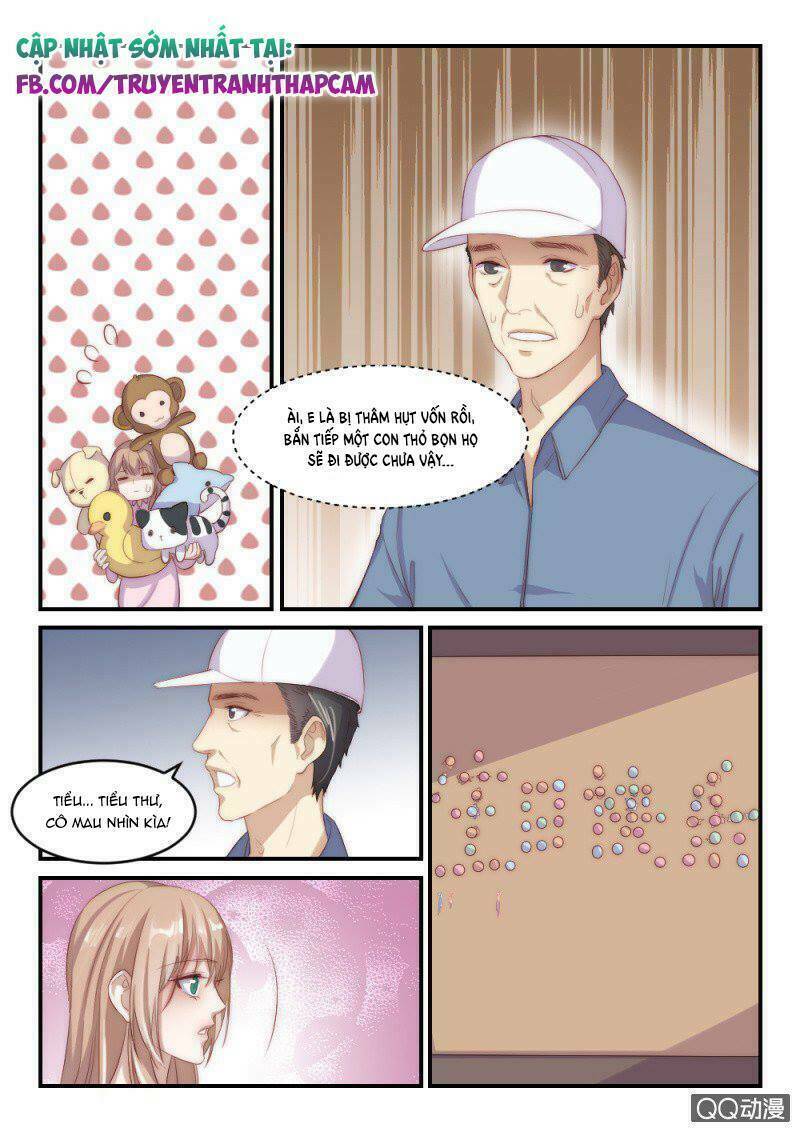 CẬP NHẬT SỚM NHẤT TẠI:
FB.COM/TRUYENTRANHTHAPCAM
ÀI, E LÀ BỊ THÂM HỤT VỐN RỒI,
BẮN TIẾP MỘT CON THỎ BỌN HỌ
SẼ ĐI ĐƯỢC CHƯA VẬY...
TIỂU... TIỂU THƯ,
CÔ MAU NHÌN KÌA!
QQ动漫